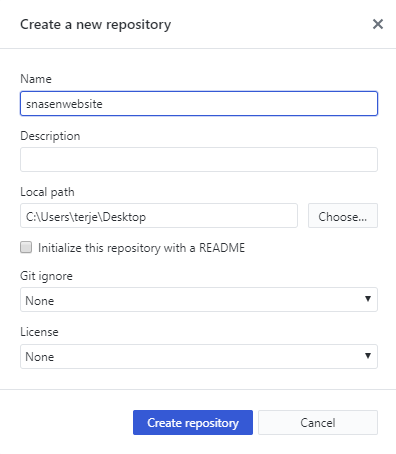 Create a new repository
Name
snasenwebsite
Description
Local path
C:\Users\terje\Desktop
Choose...
Initialize this repository with a README
Git ignore
None
License
None
Create repository
Cancel